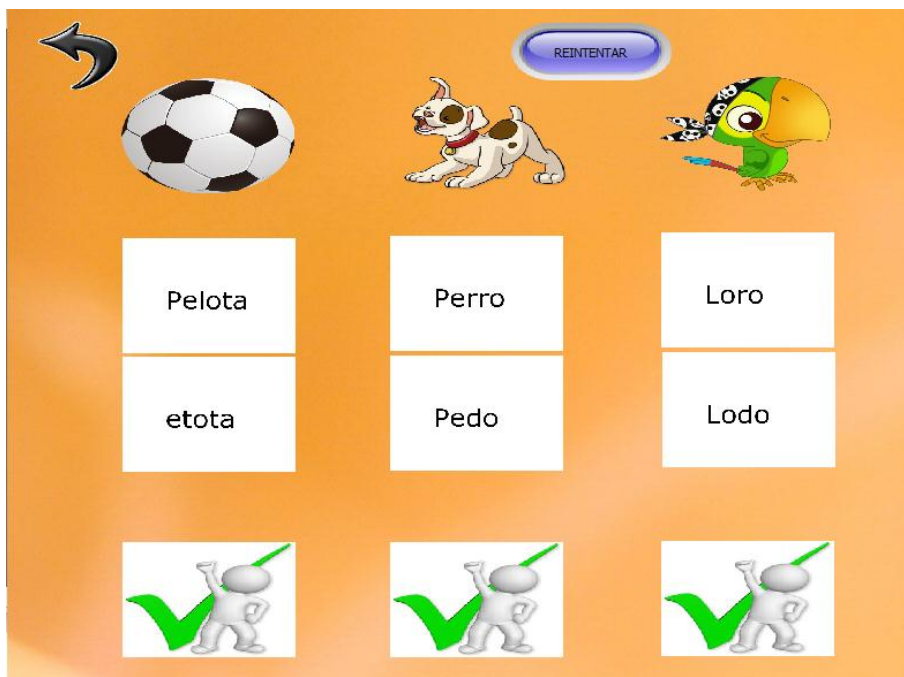 REINTENTAR
Pelota
Perro
Loro
etota
Pedo
Lodo